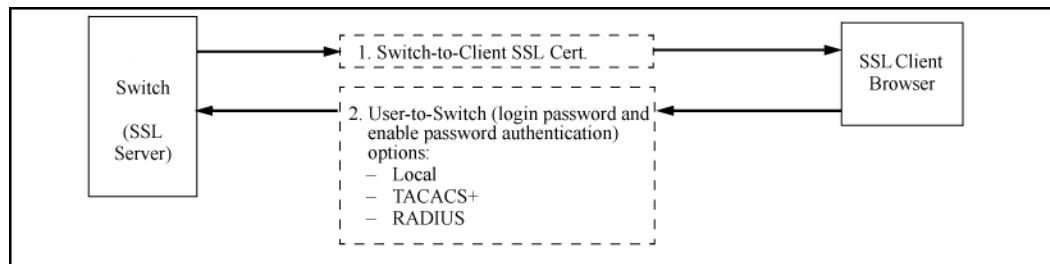 Switch
(SSL
Server)
1. Switch-to-Client SSL Cert.
2. User-to-Switch (login password and
enable password authentication)
options:
– Local
– TACACS+
– RADIUS
SSL Client
Browser